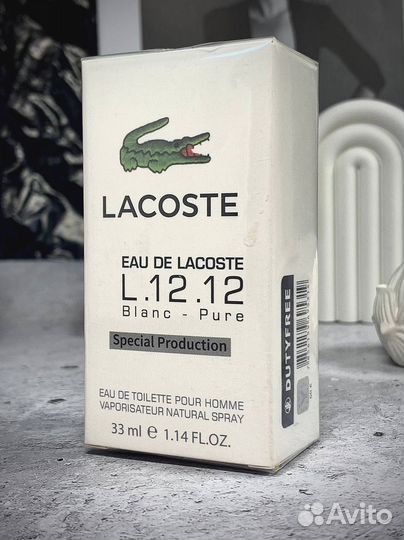 LACOSTE
EAU DE LACOSTE
L.12.12
Blanc - Pure
Special Production
EAU DE TOILETTE POUR HOMME
VAPORISATEUR NATURAL SPRAY
33 ml ℮ 1.14 FL.OZ.
DUTYFREE
Avito